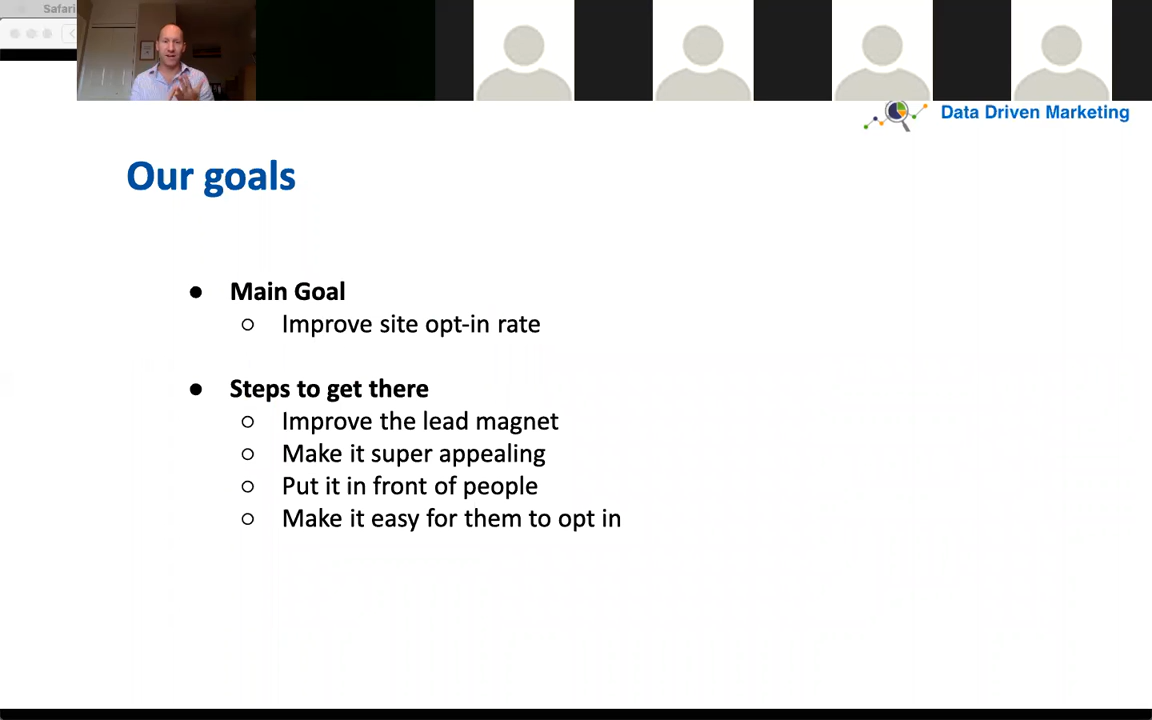 Safari
Data Driven Marketing
Our goals
● Main Goal
○ Improve site opt-in rate
● Steps to get there
○ Improve the lead magnet
○ Make it super appealing
○ Put it in front of people
○ Make it easy for them to opt in